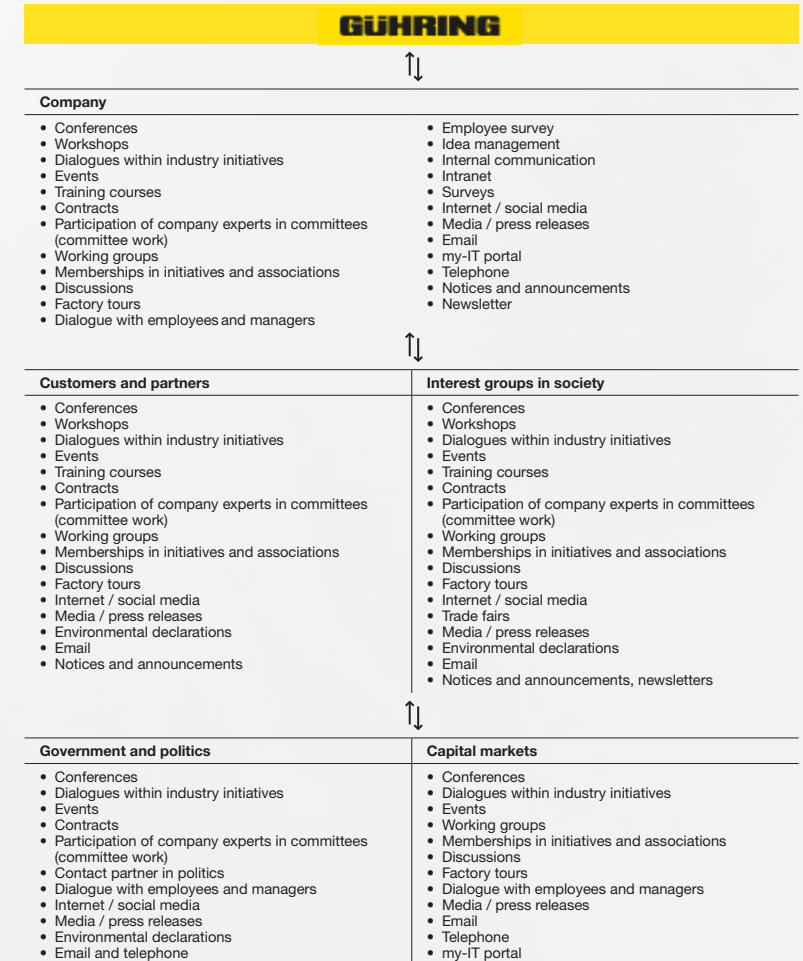 GÜHRING
Company
• Conferences
• Workshops
• Dialogues within industry initiatives
• Events
• Training courses
• Contracts
• Participation of company experts in committees
(committee work)
• Working groups
• Memberships in initiatives and associations
• Discussions
• Factory tours
• Dialogue with employees and managers
• Employee survey
• Idea management
• Internal communication
• Intranet
• Surveys
• Internet / social media
• Media / press releases
• Email
• my-IT portal
• Telephone
• Notices and announcements
• Newsletter
Customers and partners
• Conferences
• Workshops
• Dialogues within industry initiatives
• Events
• Training courses
• Contracts
• Participation of company experts in committees
(committee work)
• Working groups
• Memberships in initiatives and associations
• Discussions
• Factory tours
• Internet / social media
• Media / press releases
• Environmental declarations
• Email
• Notices and announcements
Interest groups in society
• Conferences
• Workshops
• Dialogues within industry initiatives
• Events
• Training courses
• Contracts
• Participation of company experts in committees
(committee work)
• Working groups
• Memberships in initiatives and associations
• Discussions
• Factory tours
• Internet / social media
• Trade fairs
• Media / press releases
• Environmental declarations
• Email
• Notices and announcements, newsletters
Government and politics
• Conferences
• Dialogues within industry initiatives
• Events
• Contracts
• Participation of company experts in committees
(committee work)
• Contact partner in politics
• Dialogue with employees and managers
• Internet / social media
• Media / press releases
• Environmental declarations
• Email and telephone
Capital markets
• Conferences
• Dialogues within industry initiatives
• Events
• Working groups
• Memberships in initiatives and associations
• Discussions
• Factory tours
• Dialogue with employees and managers
• Media / press releases
• Email
• Telephone
• my-IT portal